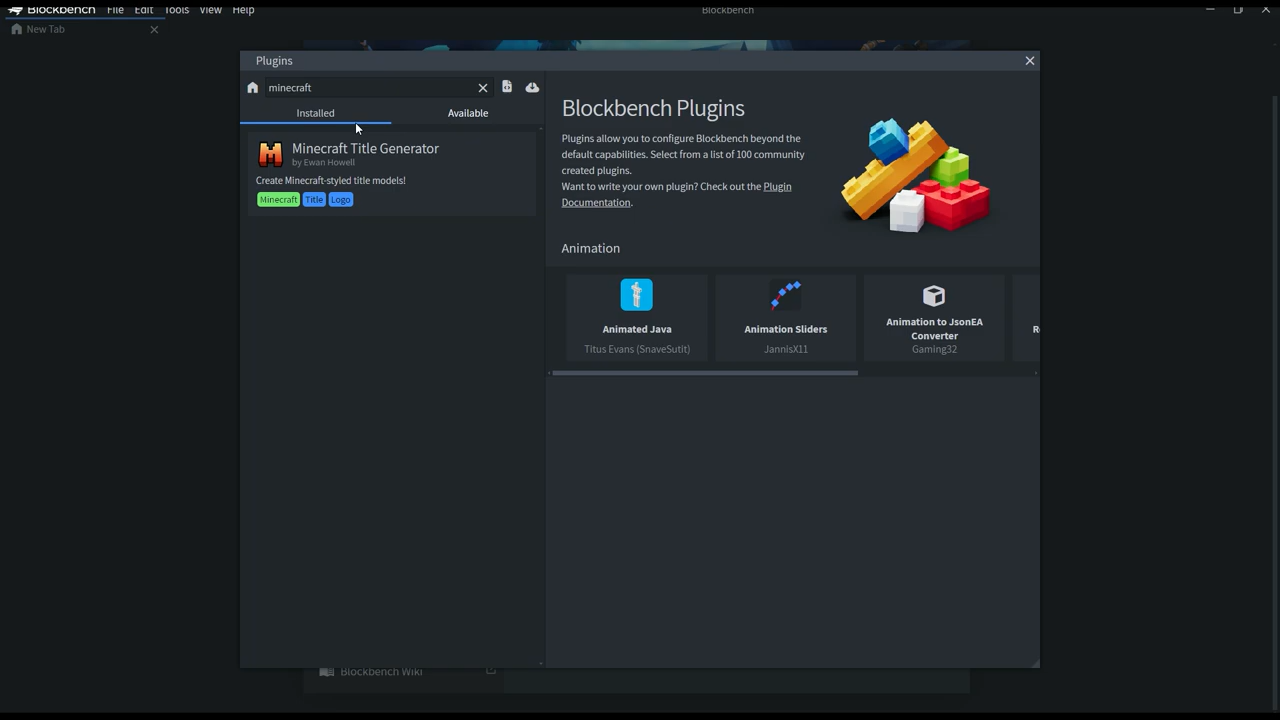 Blockbench File Edit Tools View Help
Blockbench
New Tab
Plugins
minecraft
Installed Available
Minecraft Title Generator
by Ewan Howell
Create Minecraft-styled title models!
Minecraft Title Logo
Blockbench Plugins
Plugins allow you to configure Blockbench beyond the
default capabilities. Select from a list of 100 community
created plugins.
Want to write your own plugin? Check out the Plugin
Documentation.
Animation
Animated Java
Titus Evans (SnaveSutit)
Animation Sliders
JannisX11
Animation to JsonEA
Converter
Gaming32
Blockbench Wiki